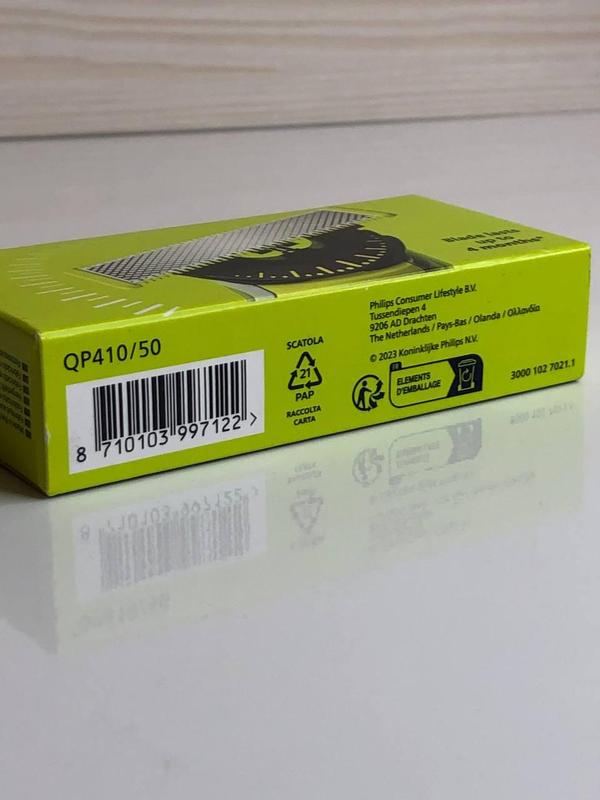 Blade lasts
up to
4 months*
QP410/50
8 710103 997122 >
SCATOLA
21
PAP
RACCOLTA
CARTA
Philips Consumer Lifestyle B.V.
Tussendiepen 4
9206 AD Drachten
The Netherlands / Pays-Bas / Olanda / Ολλανδία
© 2023 Koninklijke Philips N.V.
FR
ELEMENTS
D'EMBALLAGE
3000 102 7021.1